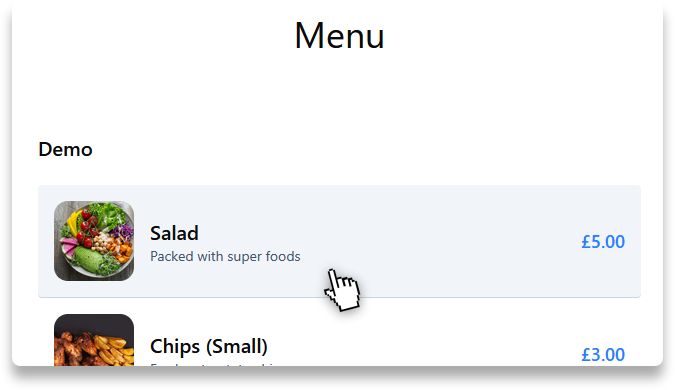 Menu
Demo
Salad
£5.00
Packed with super foods
Chips (Small)
£3.00